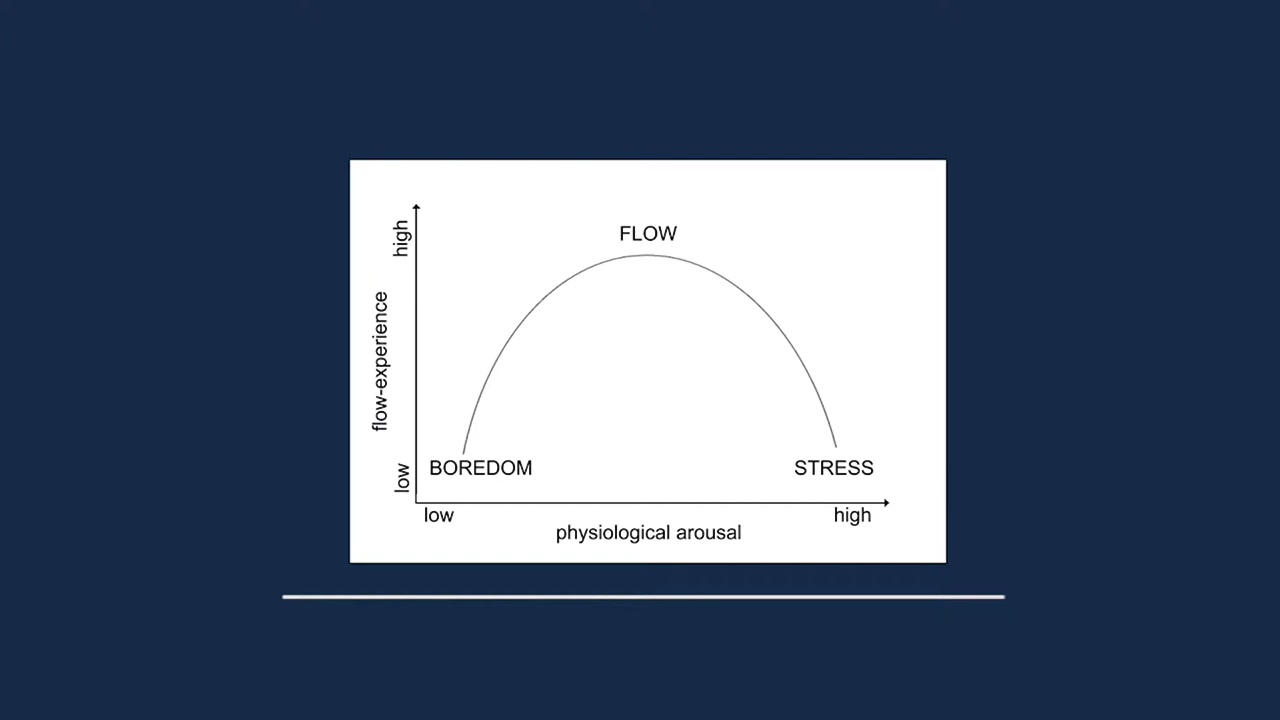 FLOW
high
flow-experience
low
BOREDOM
STRESS
low
high
physiological arousal